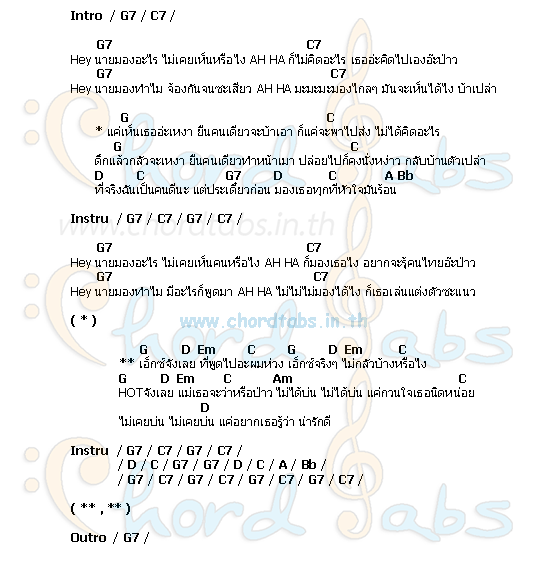 Intro / G7 / C7 /
G7 C7
Hey นายมองอะไร ไม่เคยเห็นหรือไง AH HA ก็ไม่คิดอะไร เธออ่ะคิดไปเองอ๊ะป่าว
G7 C7
Hey นายมองทำไม จ้องกันจนซะเสียว AH HA มะมะมะมองไกลๆ มันจะเห็นได้ไง บ้าเปล่า
G C
* แค่เห็นเธออ่ะเหงา ยืนคนเดียวจะบ้าเอา ก็แค่จะพาไปส่ง ไม่ได้คิดอะไร
G C
ดึกแล้วกลัวจะเหงา ยืนคนเดียวทำหน้าเมา ปล่อยไปก็คงนั่งหง่าว กลับบ้านตัวเปล่า
D C G7 D C A Bb
ที่จริงฉันเป็นคนดีนะ แต่ประเดี๋ยวก่อน มองเธอทุกทีหัวใจมันร้อน
www.chordtabs.in.th
Instru / G7 / C7 / G7 / C7 /
G7 C7
Hey นายมองอะไร ไม่เคยเห็นคนหรือไง AH HA ก็มองเธอไง อยากจะรู้คนไทยอ๊ะป่าว
G7 C7
Hey นายมองทำไม มีอะไรก็พูดมา AH HA ไม่ไม่ไม่มองได้ไง ก็เธอเล่นแต่งตัวซะแนว
( * )
www.chordtabs.in.th
G D Em C G D Em C
** เอ็กซ์จังเลย ที่พูดไปอะผมห่วง เอ็กซ์จริงๆ ไม่กลัวบ้างหรือไง
G D Em C Am C
HOTจังเลย แม่เธอจะว่าหรือป่าว ไม่ได้บ่น ไม่ได้บ่น แค่กวนใจเธอนิดหน่อย
D
ไม่เคยบ่น ไม่เคยบ่น แค่อยากเธอรู้ว่า น่ารักดี
Instru / G7 / C7 / G7 / C7 /
/ D / C / G7 / G7 / D / C / A / Bb /
/ G7 / C7 / G7 / C7 / G7 / C7 / G7 / C7 /
( ** , ** )
Outro / G7 /
Chord Tabs